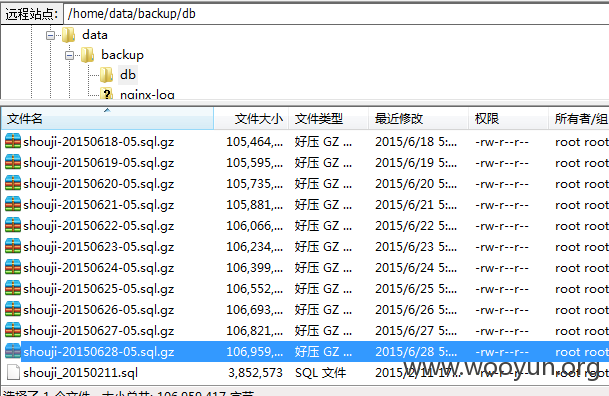 远程站点: /home/data/backup/db
data
backup
db
nginx-log
文件名 文件大小 文件类型 最近修改 权限 所有者/组
shouji-20150618-05.sql.gz 105,464,... 好压 GZ ... 2015/6/18 5:... -rw-r--r-- root root
shouji-20150619-05.sql.gz 105,595,... 好压 GZ ... 2015/6/19 5:... -rw-r--r-- root root
shouji-20150620-05.sql.gz 105,735,... 好压 GZ ... 2015/6/20 5:... -rw-r--r-- root root
shouji-20150621-05.sql.gz 105,881,... 好压 GZ ... 2015/6/21 5:... -rw-r--r-- root root
shouji-20150622-05.sql.gz 106,066,... 好压 GZ ... 2015/6/22 5:... -rw-r--r-- root root
shouji-20150623-05.sql.gz 106,234,... 好压 GZ ... 2015/6/23 5:... -rw-r--r-- root root
shouji-20150624-05.sql.gz 106,399,... 好压 GZ ... 2015/6/24 5:... -rw-r--r-- root root
shouji-20150625-05.sql.gz 106,552,... 好压 GZ ... 2015/6/25 5:... -rw-r--r-- root root
shouji-20150626-05.sql.gz 106,693,... 好压 GZ ... 2015/6/26 5:... -rw-r--r-- root root
shouji-20150627-05.sql.gz 106,821,... 好压 GZ ... 2015/6/27 5:... -rw-r--r-- root root
shouji-20150628-05.sql.gz 106,959,... 好压 GZ ... 2015/6/28 5:... -rw-r--r-- root root
shouji_20150211.sql 3,852,573 SQL 文件 2015/2/11 17... -rw-r--r-- root root
www.wooyun.org
选择了 1 个文件。大小总共: 106,959,417 字节